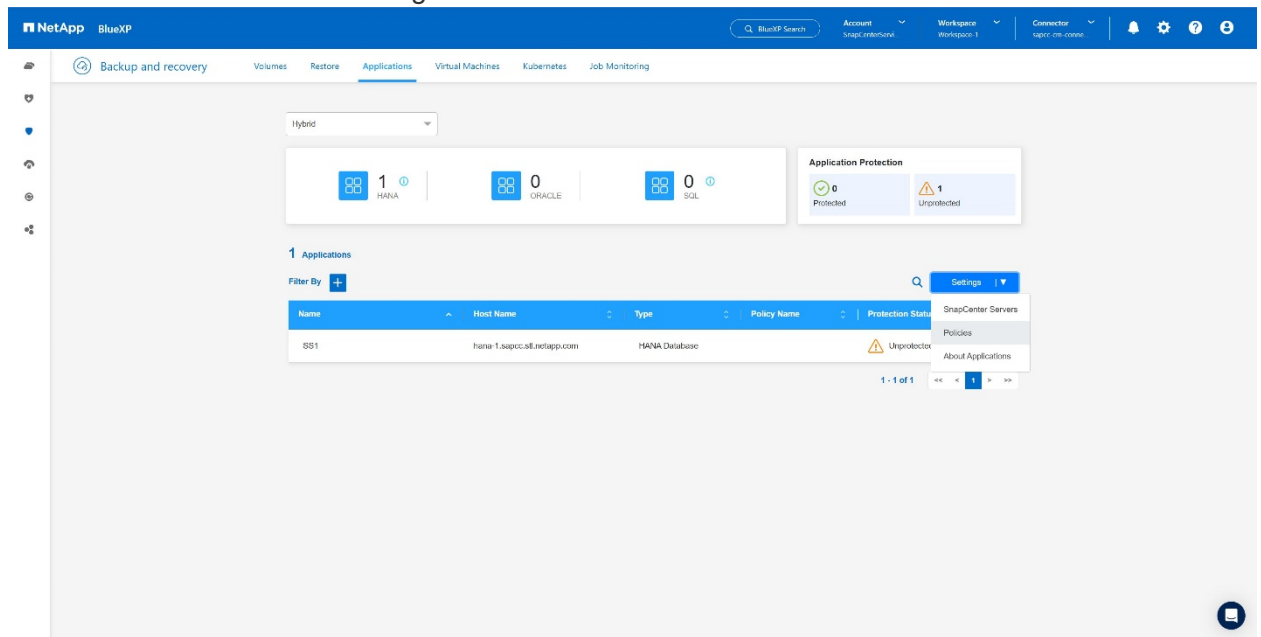 NetApp BlueXP
BlueXP Search
Account
SnapCenterServi...
Workspace
Workspace-1
Connector
sapcc-cm-conne...
Backup and recovery
Volumes Restore Applications Virtual Machines Kubernetes Job Monitoring
Hybrid
1
HANA
0
ORACLE
0
SQL
Application Protection
0
Protected
1
Unprotected
1 Applications
Filter By
Settings
Name Host Name Type Policy Name Protection Statu
SS1 hana-1.sapcc.stl.netapp.com HANA Database Unprotected
SnapCenter Servers
Policies
About Applications
1 - 1 of 1 << < 1 > >>